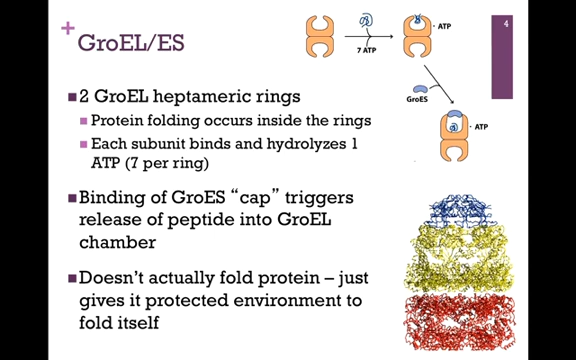 +
GroEL/ES
4
7 ATP
ATP
GroES
ATP
2 GroEL heptameric rings
Protein folding occurs inside the rings
Each subunit binds and hydrolyzes 1
ATP (7 per ring)
Binding of GroES “cap” triggers
release of peptide into GroEL
chamber
Doesn’t actually fold protein – just
gives it protected environment to
fold itself